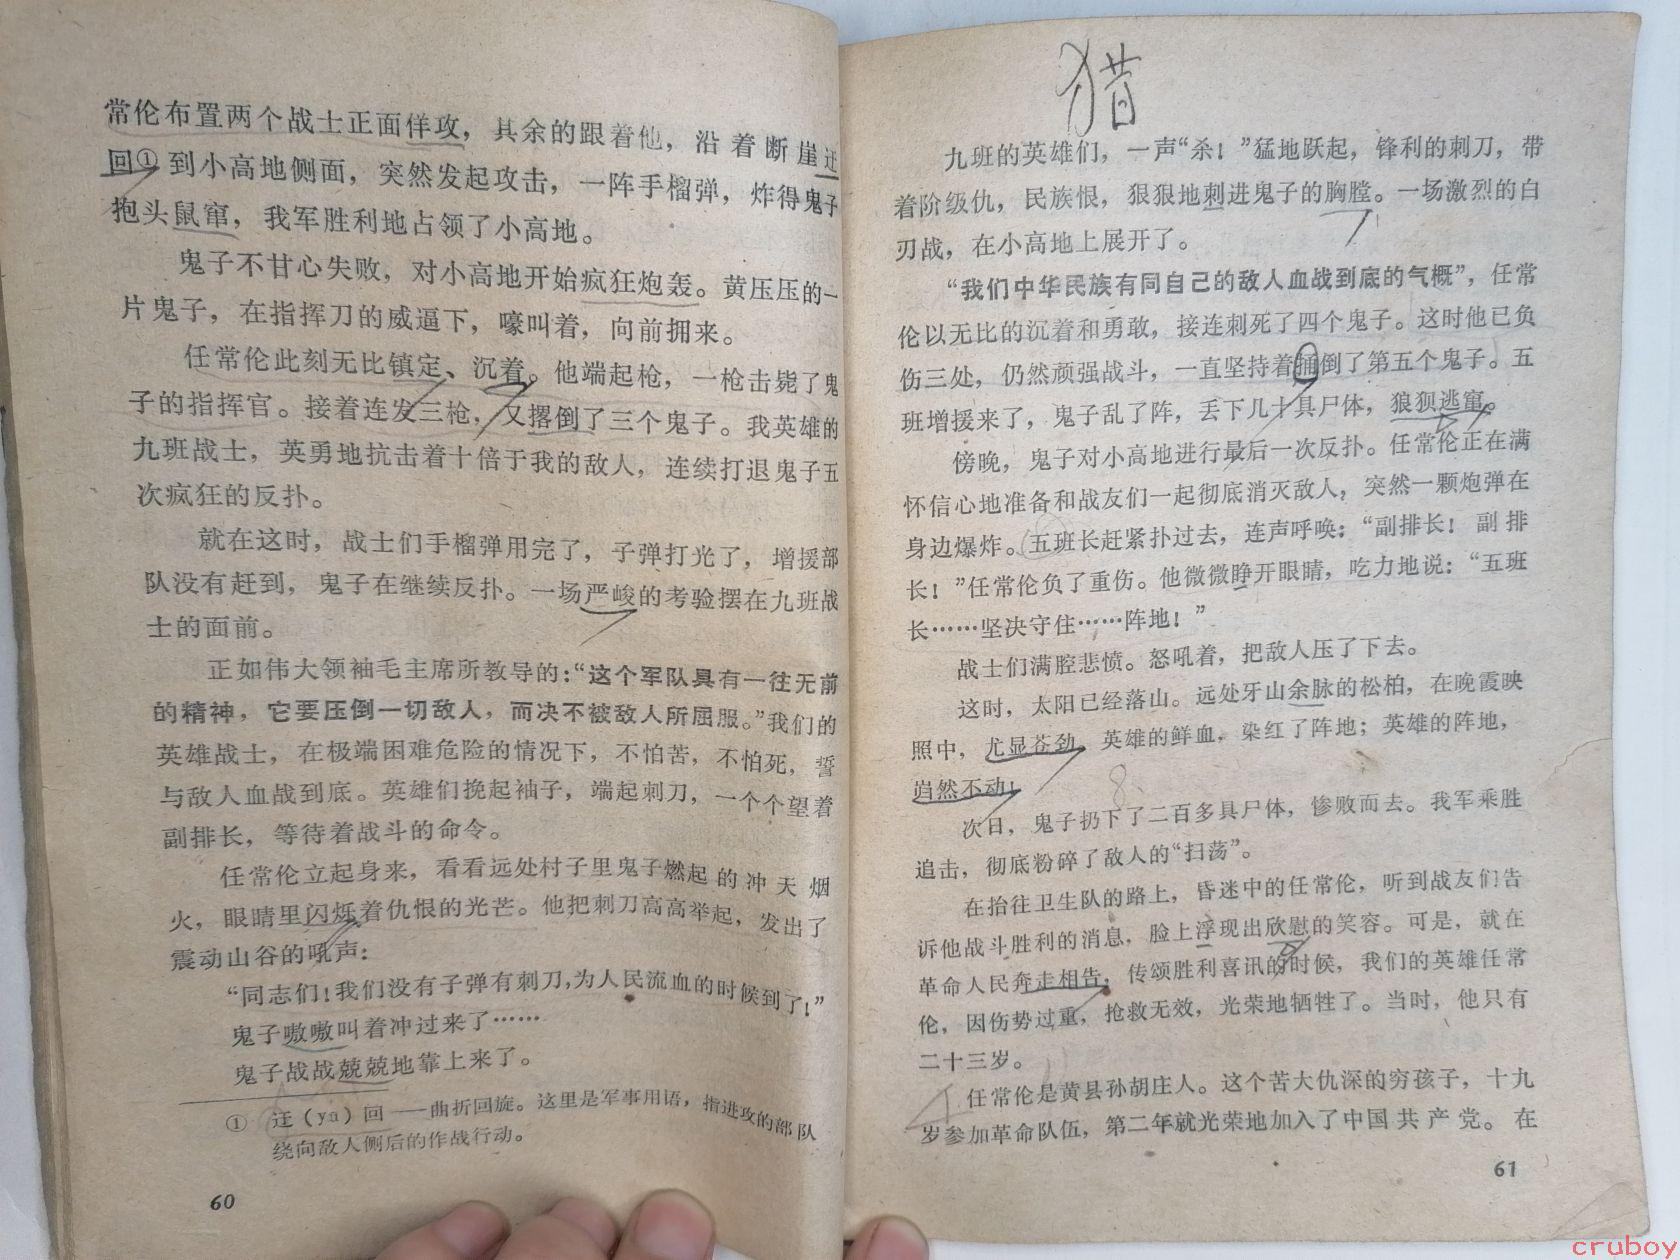 常伦布置两个战士正面佯攻，其余的跟着他，沿着断崖迂
回①到小高地侧面，突然发起攻击，一阵手榴弹，炸得鬼子
抱头鼠窜，我军胜利地占领了小高地。
鬼子不甘心失败，对小高地开始疯狂炮轰。黄压压的一
片鬼子，在指挥刀的威逼下，嚎叫着，向前拥来。
任常伦此刻无比镇定、沉着。他端起枪，一枪击毙了鬼
子的指挥官。接着连发三枪，又撂倒了三个鬼子。我英雄的
九班战士，英勇地抗击着十倍于我的敌人，连续打退鬼子五
次疯狂的反扑。
就在这时，战士们手榴弹用完了，子弹打光了，增援部
队没有赶到，鬼子在继续反扑。一场严峻的考验摆在九班战
士的面前。
正如伟大领袖毛主席所教导的：“这个军队具有一往无前
的精神，它要压倒一切敌人，而决不被敌人所屈服。”我们的
英雄战士，在极端困难危险的情况下，不怕苦，不怕死，誓
与敌人血战到底。英雄们挽起袖子，端起刺刀，一个个望着
副排长，等待着战斗的命令。
任常伦立起身来，看看远处村子里鬼子燃起的冲天烟
火，眼睛里闪烁着仇恨的光芒。他把刺刀高高举起，发出了
震动山谷的吼声：
“同志们！我们没有子弹有刺刀，为人民流血的时候到了！”
鬼子嗷嗷叫着冲过来了……
鬼子战战兢兢地靠上来了。
① 迂（yū）回——曲折回旋。这里是军事用语，指进攻的部队
绕向敌人侧后的作战行动。
60
猎
九班的英雄们，一声“杀！”猛地跃起，锋利的刺刀，带
着阶级仇，民族恨，狠狠地刺进鬼子的胸膛。一场激烈的白
刃战，在小高地上展开了。
“我们中华民族有同自己的敌人血战到底的气概”，任常
伦以无比的沉着和勇敢，接连刺死了四个鬼子。这时他已负
伤三处，仍然顽强战斗，一直坚持着捅倒了第五个鬼子。五
班增援来了，鬼子乱了阵，丢下几十具尸体，狼狈逃窜。
傍晚，鬼子对小高地进行最后一次反扑。任常伦正在满
怀信心地准备和战友们一起彻底消灭敌人，突然一颗炮弹在
身边爆炸。五班长赶紧扑过去，连声呼唤：“副排长！副排
长！”任常伦负了重伤。他微微睁开眼睛，吃力地说：“五班
长……坚决守住……阵地！”
战士们满腔悲愤。怒吼着，把敌人压了下去。
这时，太阳已经落山。远处牙山余脉的松柏，在晚霞映
照中，尤显苍劲，英雄的鲜血，染红了阵地；英雄的阵地，
岿然不动！
8
次日，鬼子扔下了二百多具尸体，惨败而去。我军乘胜
追击，彻底粉碎了敌人的“扫荡”。
在抬往卫生队的路上，昏迷中的任常伦，听到战友们告
诉他战斗胜利的消息，脸上浮现出欣慰的笑容。可是，就在
革命人民奔走相告，传颂胜利喜讯的时候，我们的英雄任常
伦，因伤势过重，抢救无效，光荣地牺牲了。当时，他只有
二十三岁。
任常伦是黄县孙胡庄人。这个苦大仇深的穷孩子，十九
岁参加革命队伍，第二年就光荣地加入了中国共产党。在
61
cruboy